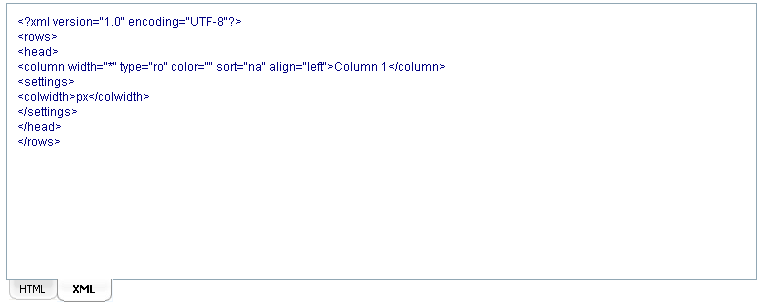 <?xml version="1.0" encoding="UTF-8"?>
<rows>
<head>
<column width="*" type="ro" color="" sort="na" align="left">Column 1</column>
<settings>
<colwidth>px</colwidth>
</settings>
</head>
</rows>
HTML XML